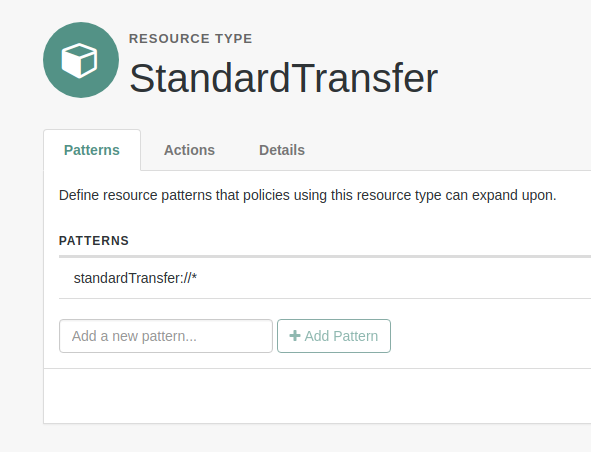 RESOURCE TYPE
StandardTransfer
Patterns Actions Details
Define resource patterns that policies using this resource type can expand upon.
PATTERNS
standardTransfer://*
Add a new pattern... + Add Pattern